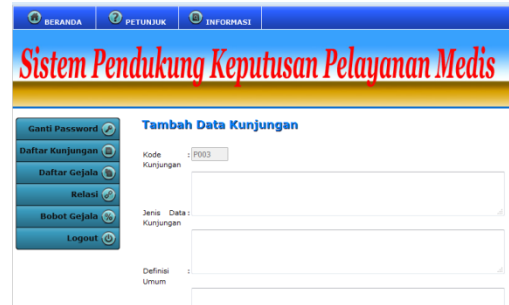 BERANDA PETUNJUK INFORMASI
Sistem Pendukung Keputusan Pelayanan Medis
Ganti Password
Daftar Kunjungan
Daftar Gejala
Relasi
Bobot Gejala %
Logout
Tambah Data Kunjungan
Kode : P003
Kunjungan
Jenis Data :
Kunjungan
Definisi :
Umum